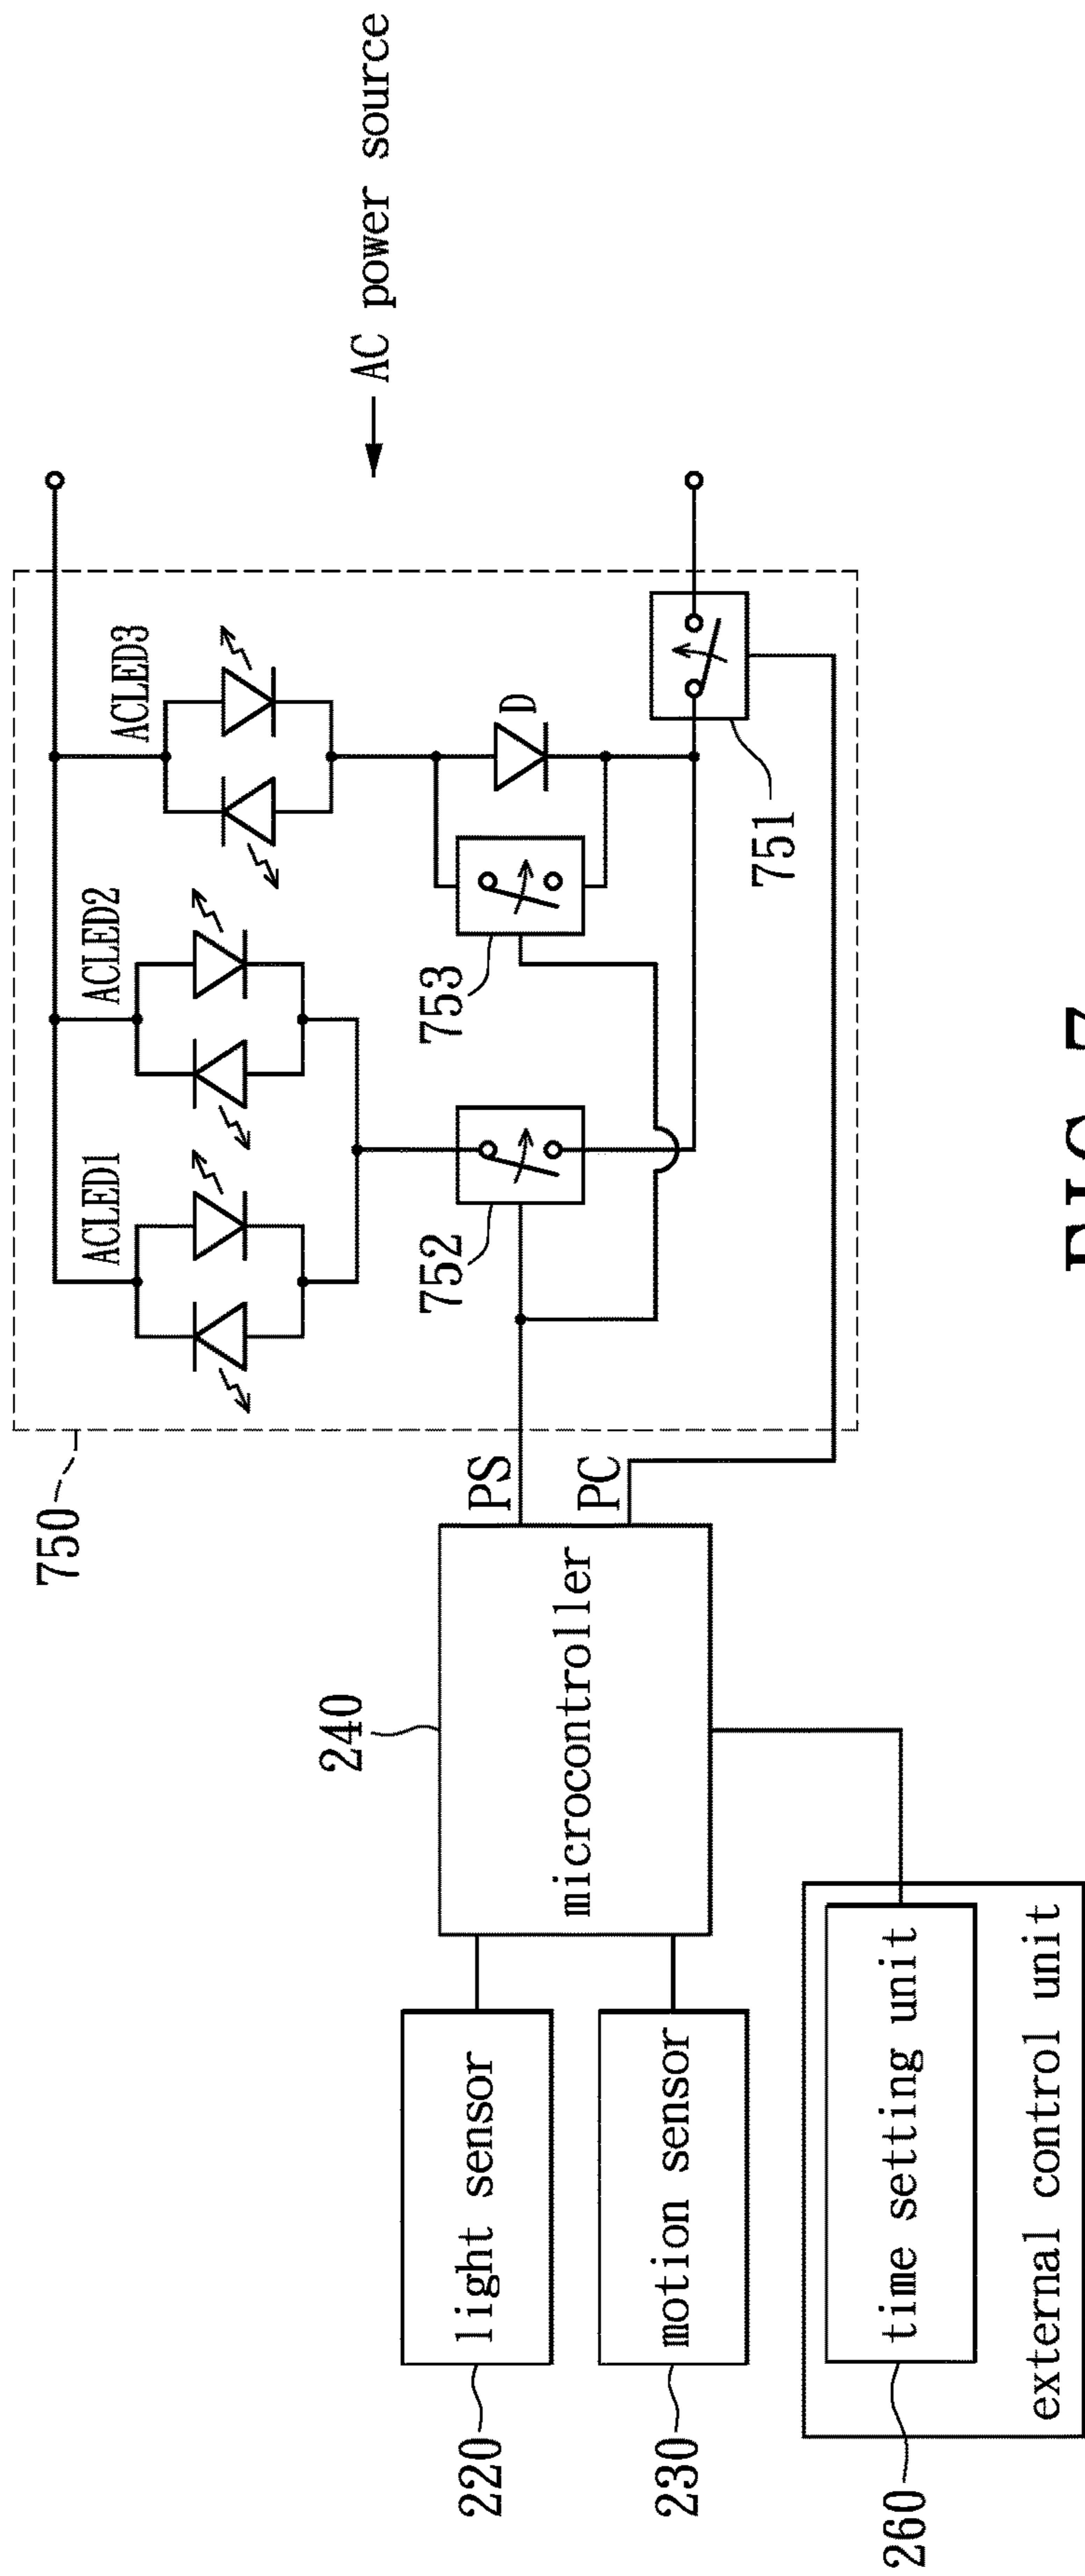 750
ACLED1
ACLED2
ACLED3
AC power source
752
753
D
751
PS
PC
240
microcontroller
220
light sensor
230
motion sensor
260
time setting unit
external control unit